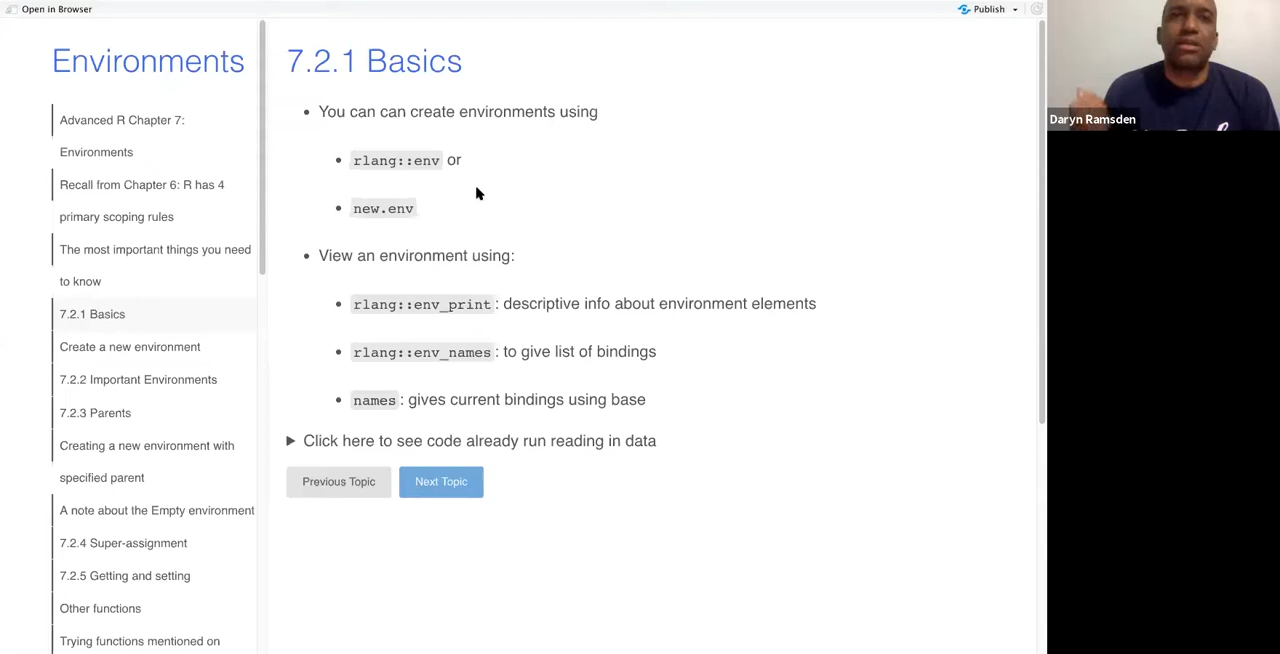 Open in Browser
Publish
Environments
Advanced R Chapter 7:
Environments
Recall from Chapter 6: R has 4
primary scoping rules
The most important things you need
to know
7.2.1 Basics
Create a new environment
7.2.2 Important Environments
7.2.3 Parents
Creating a new environment with
specified parent
A note about the Empty environment
7.2.4 Super-assignment
7.2.5 Getting and setting
Other functions
Trying functions mentioned on
7.2.1 Basics
You can can create environments using
rlang::env or
new.env
View an environment using:
rlang::env_print: descriptive info about environment elements
rlang::env_names: to give list of bindings
names: gives current bindings using base
Click here to see code already run reading in data
Previous Topic
Next Topic
Daryn Ramsden